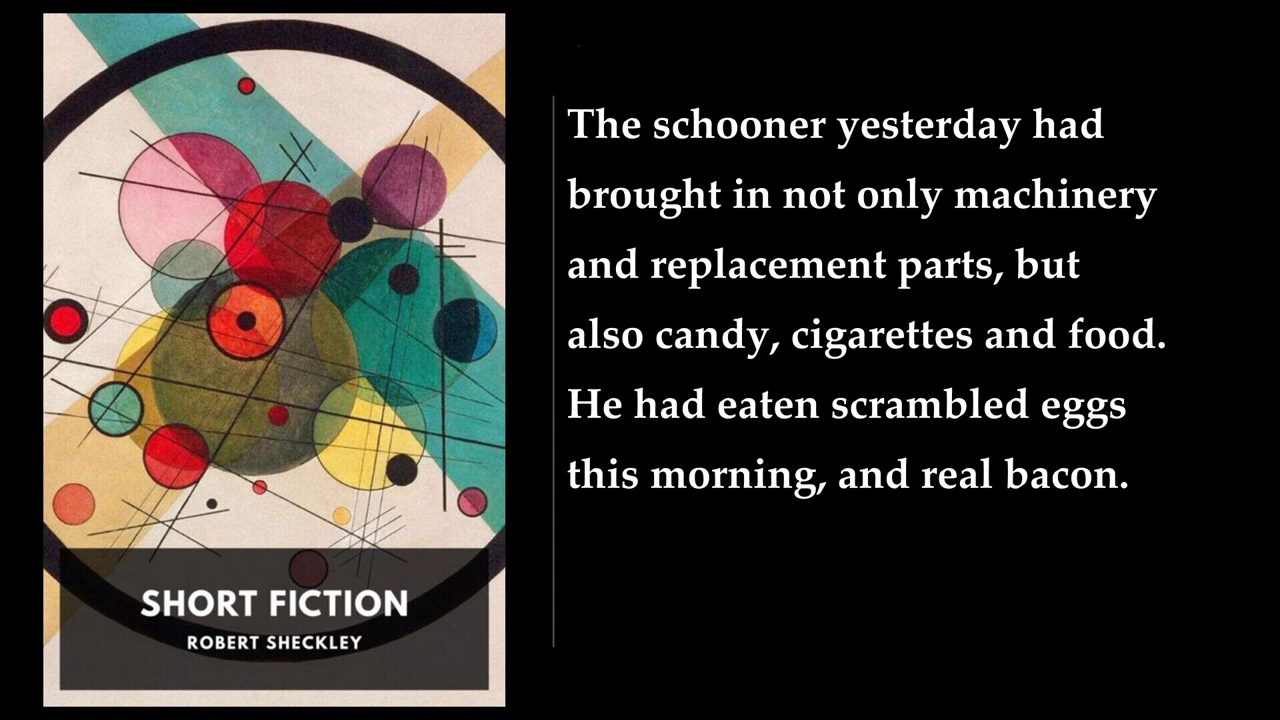 The schooner yesterday had
brought in not only machinery
and replacement parts, but
also candy, cigarettes and food.
He had eaten scrambled eggs
this morning, and real bacon.
SHORT FICTION
ROBERT SHECKLEY